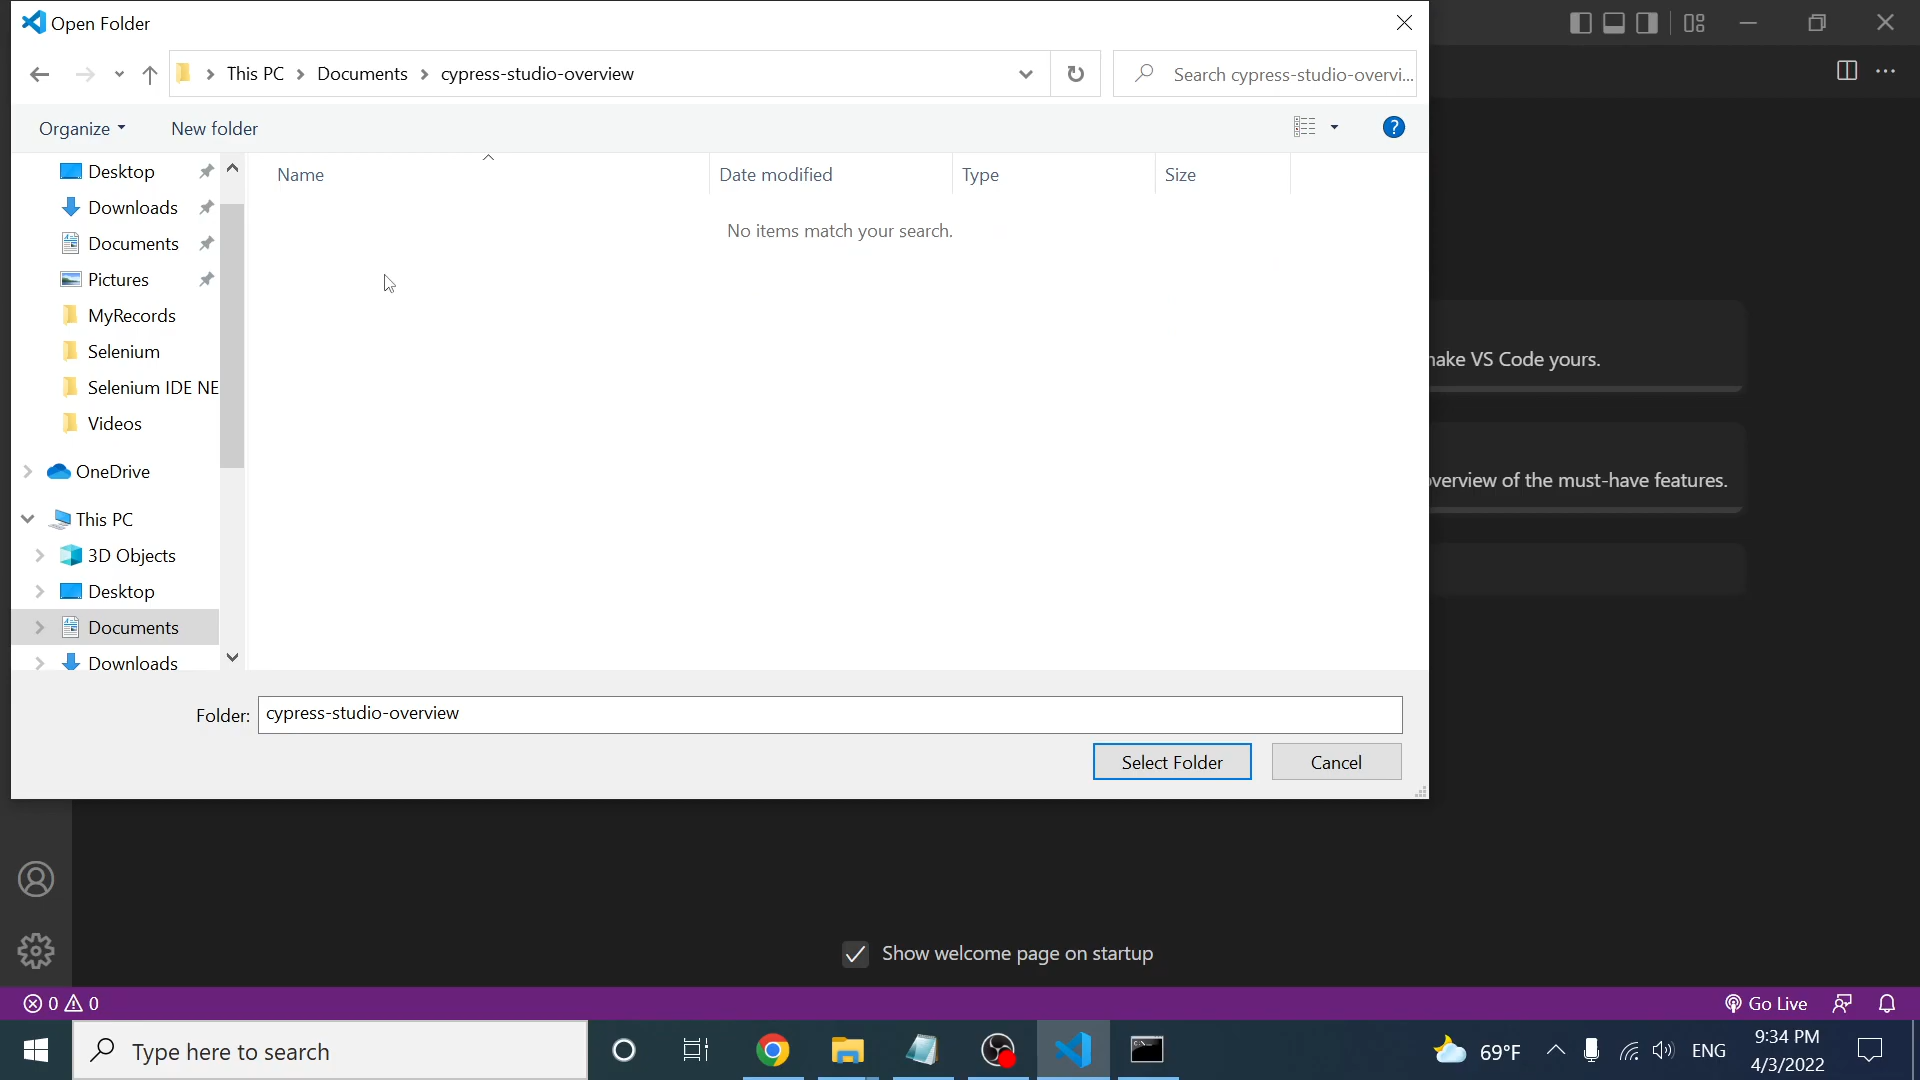 Open Folder
This PC
Documents
cypress-studio-overview
Search cypress-studio-overvi...
Organize
New folder
?
Desktop
Downloads
Documents
Pictures
MyRecords
Selenium
Selenium IDE NE
Videos
OneDrive
This PC
3D Objects
Desktop
Documents
Downloads
Name
Date modified
Type
Size
No items match your search.
Folder:
cypress-studio-overview
Select Folder
Cancel
make VS Code yours.
overview of the must-have features.
Show welcome page on startup
0
0
Go Live
Type here to search
69°F
ENG
9:34 PM
4/3/2022